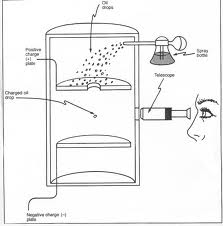 Oil
drops
Positive
charge
(+)
plate
Spray
bottle
Telescope
Charged oil
drop
Negative charge (−)
plate